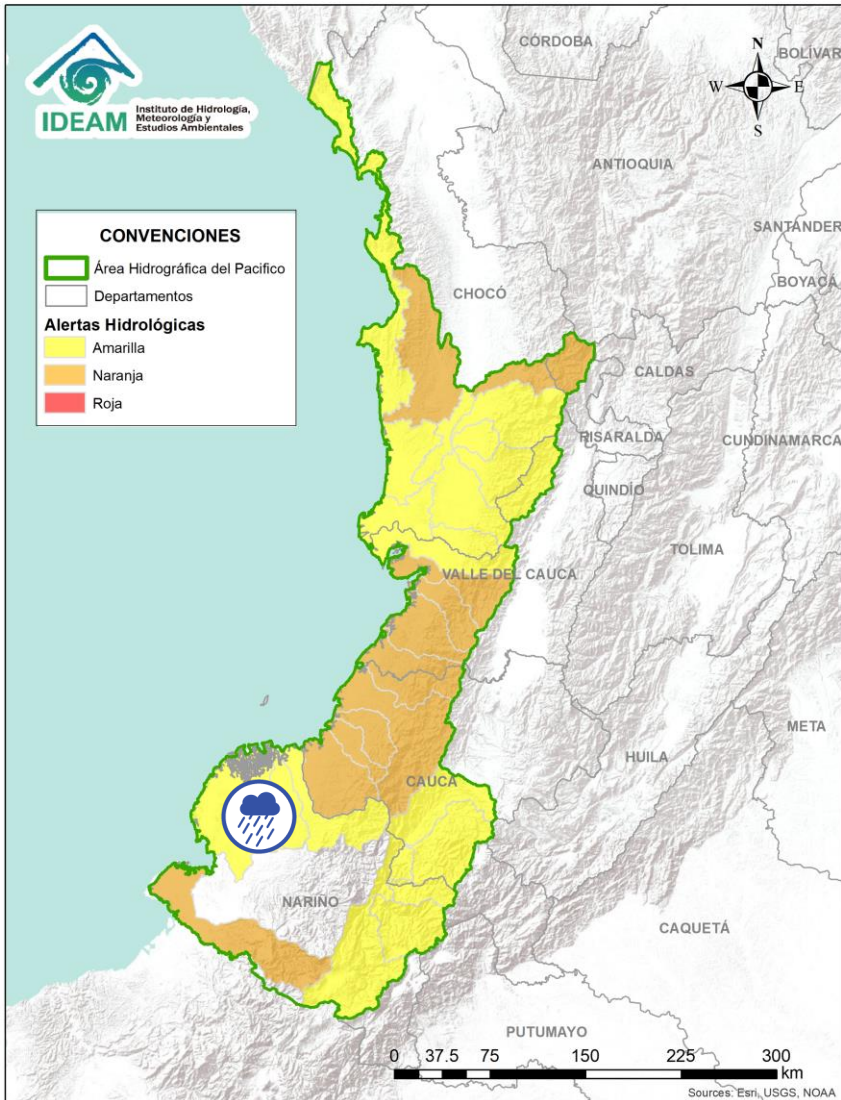 IDEAM
Instituto de Hidrología,
Meteorología y
Estudios Ambientales
CÓRDOBA
BOLÍVAR
N
W
E
S
ANTIOQUIA
SANTANDER
BOYACÁ
CONVENCIONES
Área Hidrográfica del Pacifico
Departamentos
Alertas Hidrológicas
Amarilla
Naranja
Roja
CHOCÓ
CALDAS
RISARALDA
CUNDINAMARCA
QUINDÍO
TOLIMA
VALLE DEL CAUCA
META
HUILA
CAUCA
NARIÑO
CAQUETÁ
PUTUMAYO
0 37.5 75 150 225 300
km
Sources: Esri, USGS, NOAA